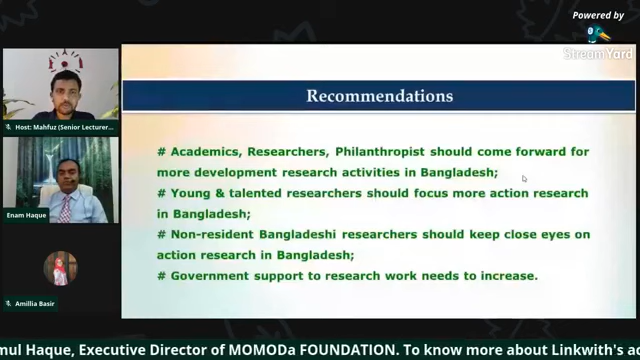 Powered by
StreamYard
Recommendations
# Academics, Researchers, Philanthropist should come forward for
more development research activities in Bangladesh;
# Young & talented researchers should focus more action research
in Bangladesh;
# Non-resident Bangladeshi researchers should keep close eyes on
action research in Bangladesh;
# Government support to research work needs to increase.
Host: Mahfuz (Senior Lecturer...
Enam Haque
Amillia Basir
mul Haque, Executive Director of MOMODa FOUNDATION. To know more about Linkwith's ac